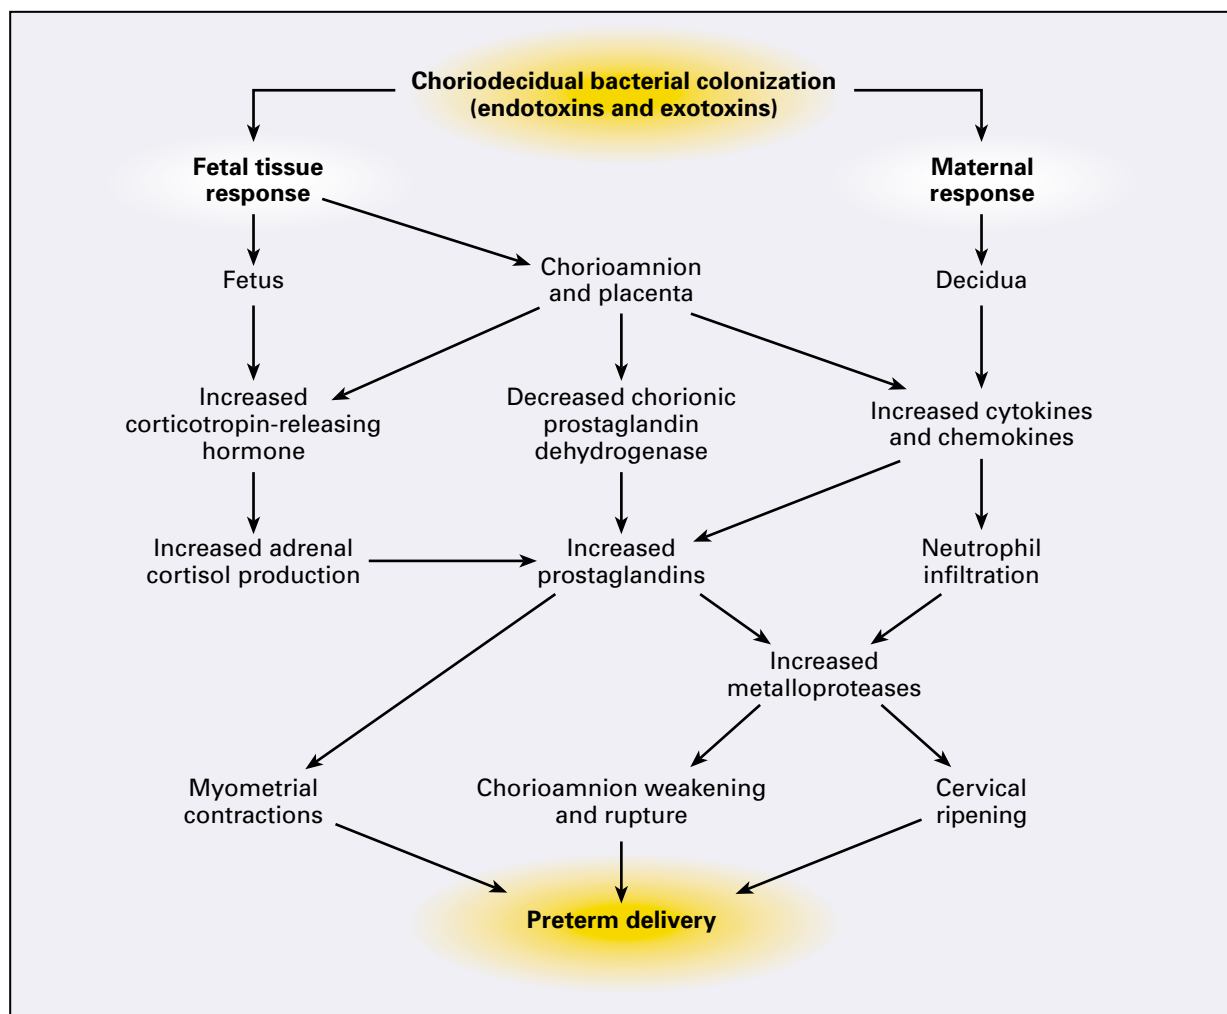 Choriodecidual bacterial colonization
(endotoxins and exotoxins)
Fetal tissue
response
Maternal
response
Fetus
Chorioamnion
and placenta
Decidua
Increased
corticotropin-releasing
hormone
Decreased chorionic
prostaglandin
dehydrogenase
Increased cytokines
and chemokines
Increased adrenal
cortisol production
Increased
prostaglandins
Neutrophil
infiltration
Increased
metalloproteases
Myometrial
contractions
Chorioamnion weakening
and rupture
Cervical
ripening
Preterm delivery